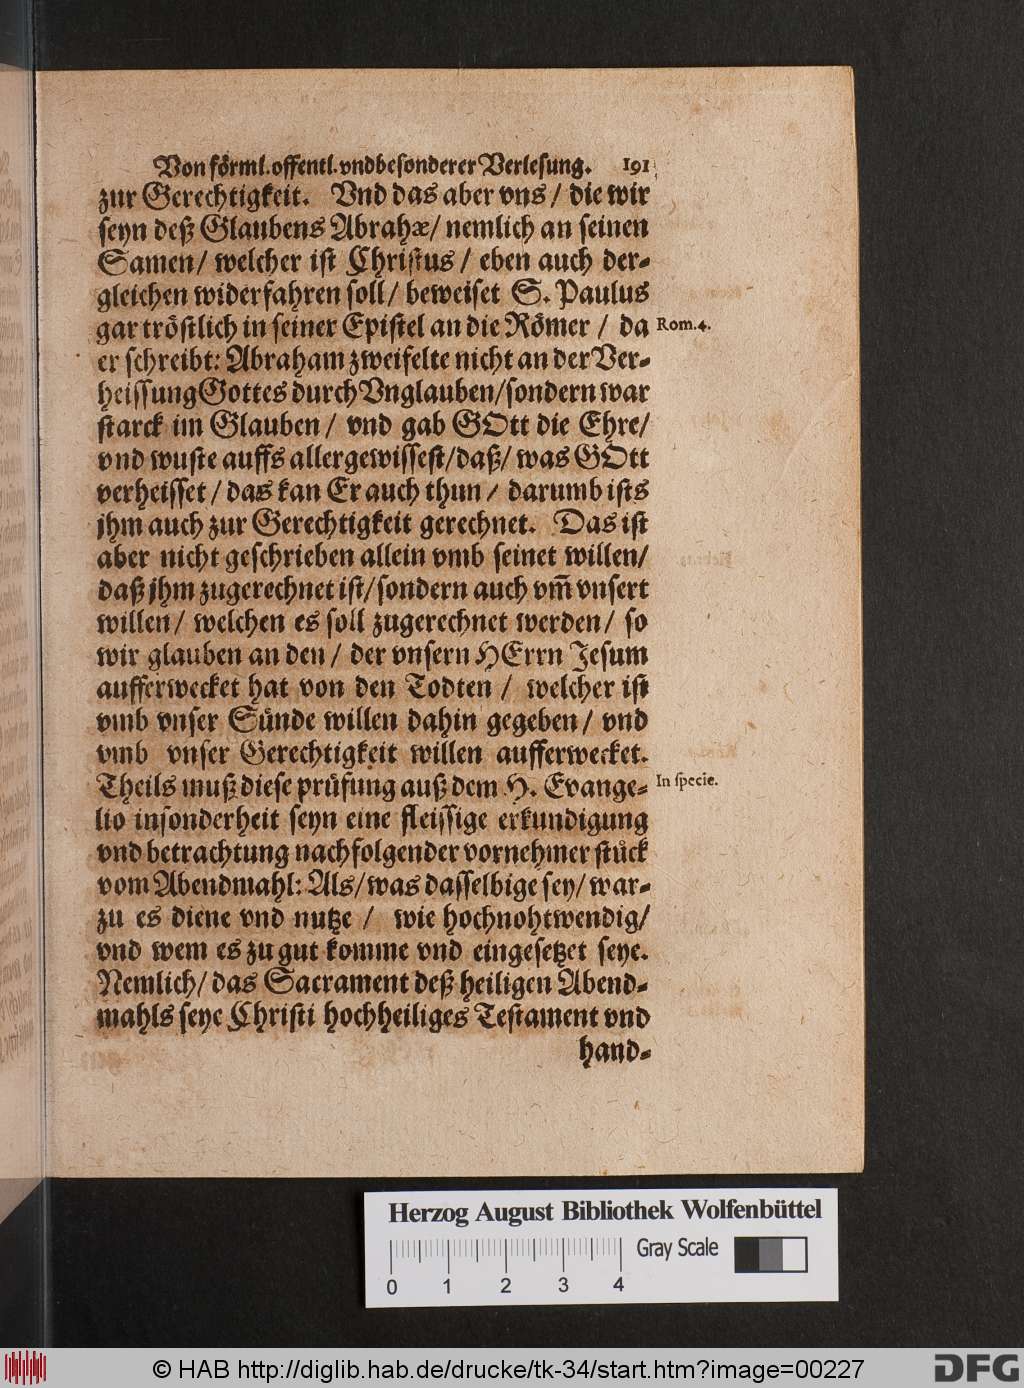 Von förml. offentl. vnd besonderer Verlesung. 191
zur Gerechtigkeit. Vnd das aber vns / die wir
seyn deß Glaubens Abrahæ / nemlich an seinen
Samen / welcher ist Christus / eben auch der-
gleichen widerfahren soll / beweiset S. Paulus
gar tröstlich in seiner Epistel an die Römer / da Rom. 4.
er schreibt: Abraham zweifelte nicht an der Ver-
heissung Gottes durch Vnglauben / sondern war
starck im Glauben / vnd gab GOtt die Ehre /
vnd wuste auffs allergewissest / daß / was GOtt
verheisset / das kan Er auch thun / darumb ists
jhm auch zur Gerechtigkeit gerechnet. Das ist
aber nicht geschrieben allein vmb seinet willen /
daß jhm zugerechnet ist / sondern auch vm̃ vnsert
willen / welchen es soll zugerechnet werden / so
wir glauben an den / der vnsern HErrn Jesum
aufferwecket hat von den Todten / welcher ist
vmb vnser Sünde willen dahin gegeben / vnd
vmb vnser Gerechtigkeit willen aufferwecket.
Theils muß diese prüfung auß dem H. Evange- In specie.
lio insonderheit seyn eine fleissige erkundigung
vnd betrachtung nachfolgender vornehmer stück
vom Abendmahl: Als / was dasselbige sey / war-
zu es diene vnd nutze / wie hochnohtwendig /
vnd wem es zu gut komme vnd eingesetzet seye.
Nemlich / das Sacrament deß heiligen Abend-
mahls seye Christi hochheiliges Testament vnd
hand-
Herzog August Bibliothek Wolfenbüttel
Gray Scale
0 1 2 3 4
© HAB http://diglib.hab.de/drucke/tk-34/start.htm?image=00227
DFG